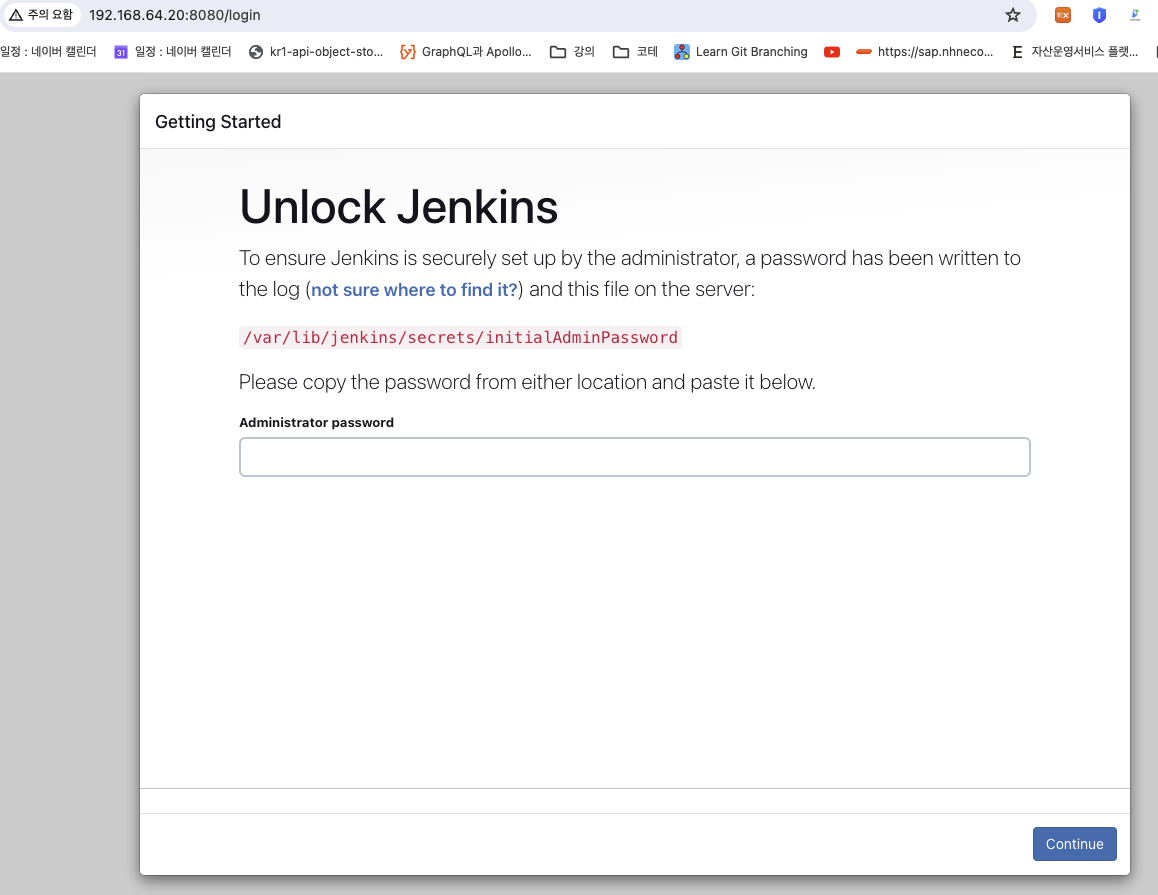 주의 요함 192.168.64.20:8080/login
EX
일정 : 네이버 캘린더 31 일정 : 네이버 캘린더 kr1-api-object-sto... GraphQL과 Apollo... 강의 코테 Learn Git Branching https://sap.nhneco... E 자산운영서비스 플랫...
Getting Started
Unlock Jenkins
To ensure Jenkins is securely set up by the administrator, a password has been written to
the log (not sure where to find it?) and this file on the server:
/var/lib/jenkins/secrets/initialAdminPassword
Please copy the password from either location and paste it below.
Administrator password
Continue